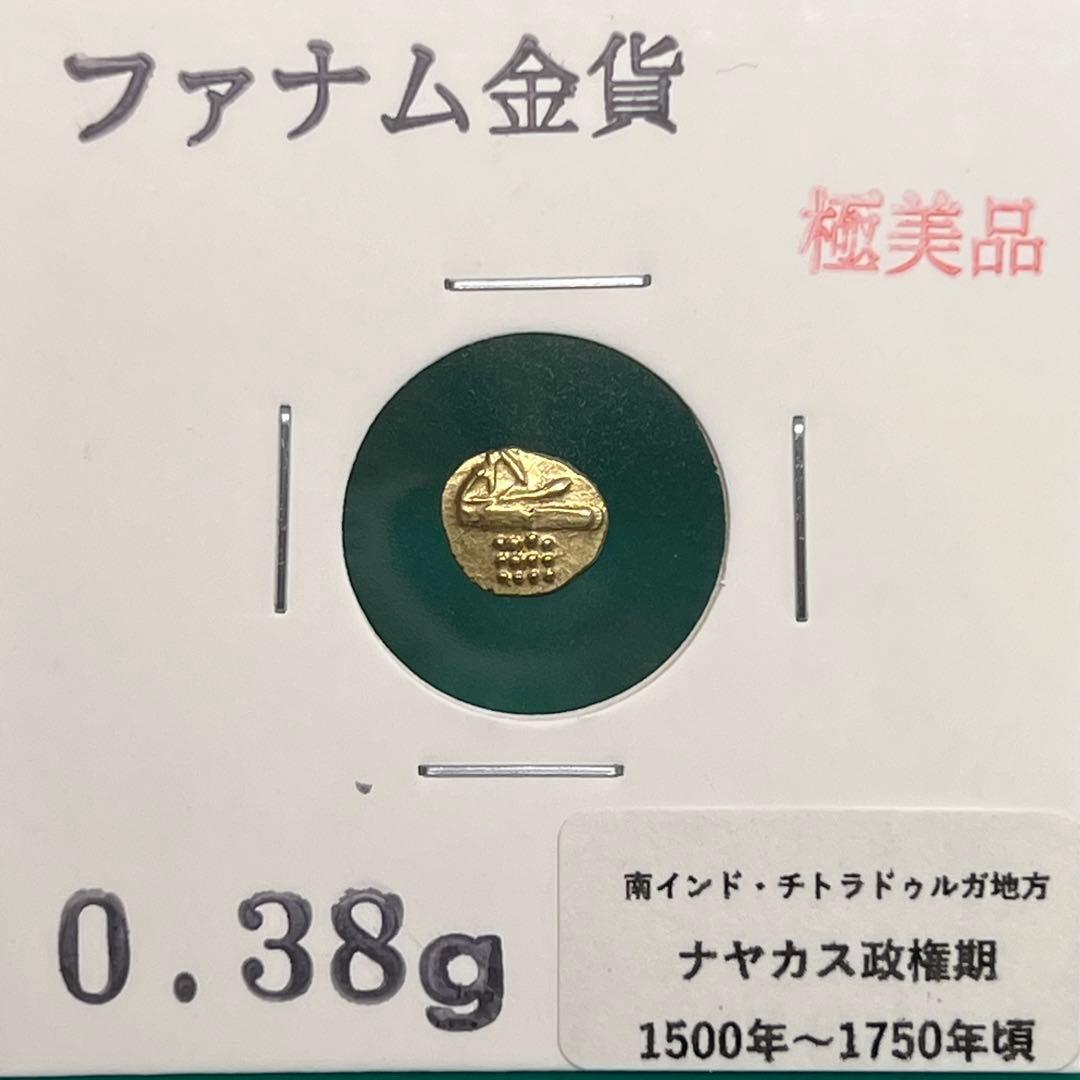 ファナム金貨
極美品
0.38g
南インド・チトラドゥルガ地方
ナヤカス政権期
1500年～1750年頃